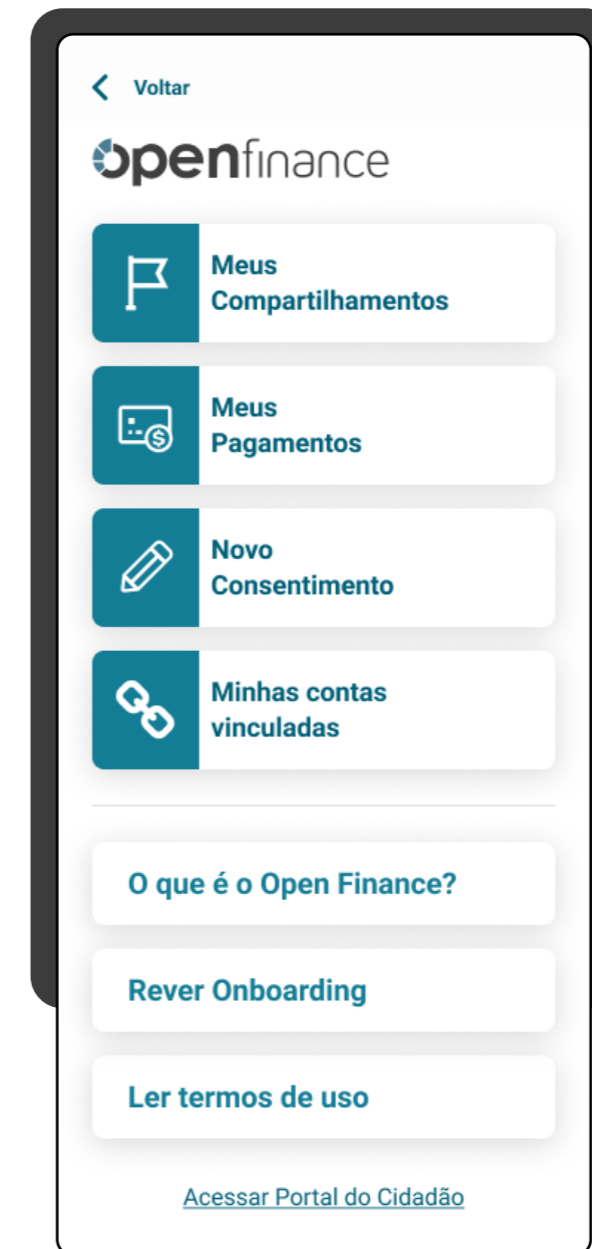 Voltar
openfinance
Meus
Compartilhamentos
Meus
Pagamentos
Novo
Consentimento
Minhas contas
vinculadas
O que é o Open Finance?
Rever Onboarding
Ler termos de uso
Acessar Portal do Cidadão